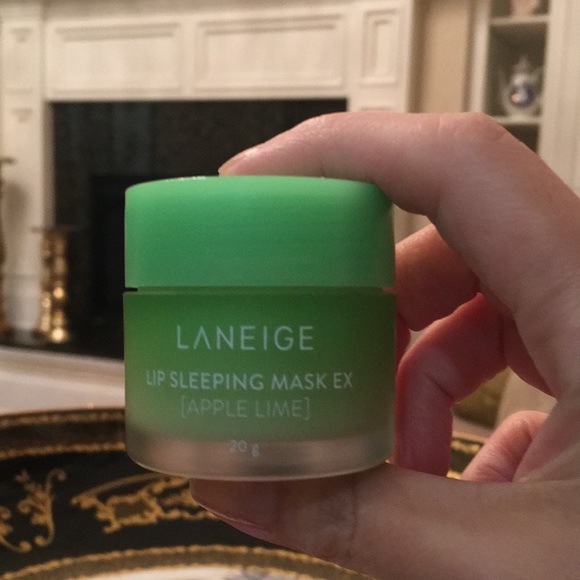 LANEIGE
LIP SLEEPING MASK EX
[APPLE LIME]
20 g